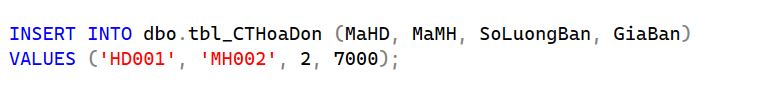 INSERT INTO dbo.tbl_CTHoaDon (MaHD, MaMH, SoLuongBan, GiaBan)
VALUES ('HD001', 'MH002', 2, 7000);